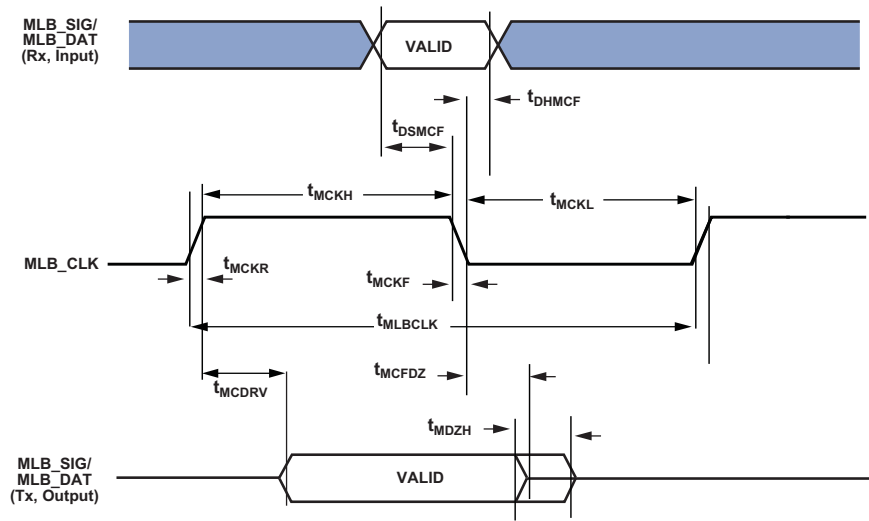 MLB_SIG/
MLB_DAT
(Rx, Input)
VALID
tDHMCF
tDSMCF
tMCKH
tMCKL
MLB_CLK
tMCKR
tMCKF
tMLBCLK
tMCFDZ
tMCDRV
tMDZH
MLB_SIG/
MLB_DAT
(Tx, Output)
VALID